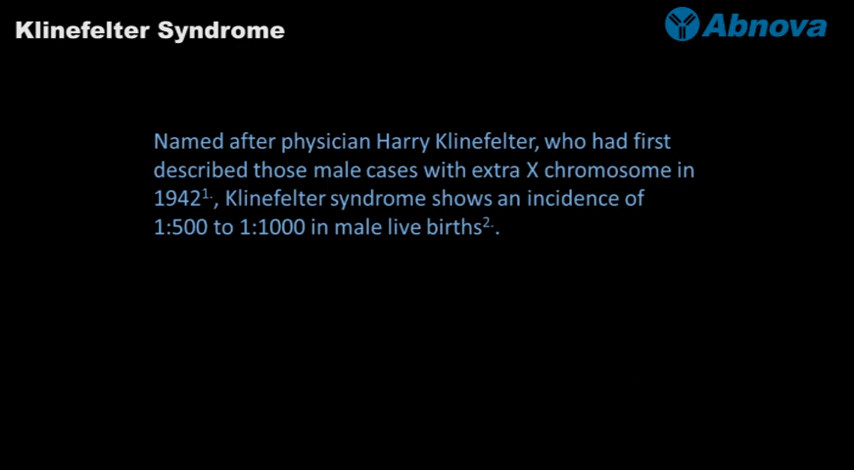 Klinefelter Syndrome
Abnova
Named after physician Harry Klinefelter, who had first
described those male cases with extra X chromosome in
1942¹·, Klinefelter syndrome shows an incidence of
1:500 to 1:1000 in male live births²·.